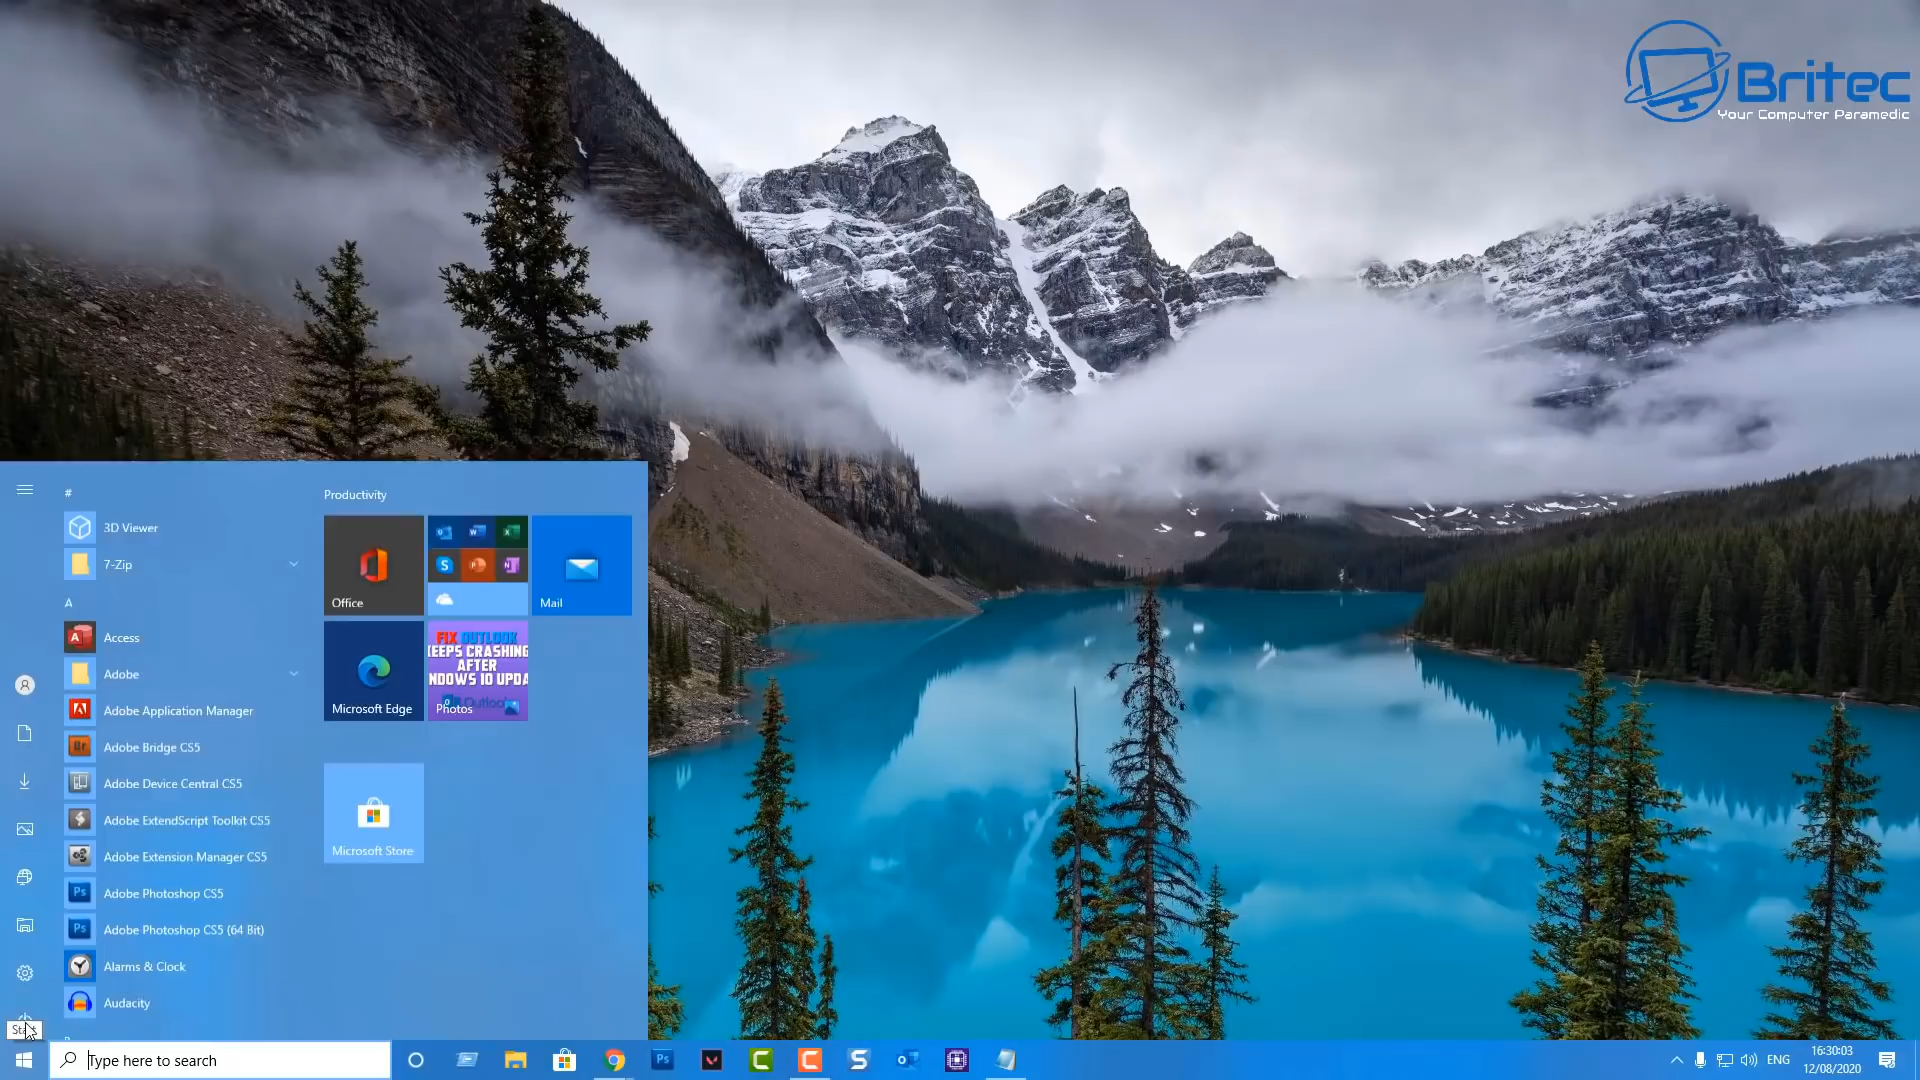 Britec
Your Computer Paramedic
#
3D Viewer
7-Zip
A
Access
Adobe
Adobe Application Manager
Adobe Bridge CS5
Adobe Device Central CS5
Adobe ExtendScript Toolkit CS5
Adobe Extension Manager CS5
Adobe Photoshop CS5
Adobe Photoshop CS5 (64 Bit)
Alarms & Clock
Audacity
Productivity
Office
Mail
Microsoft Edge
FIX OUTLOOK
KEEPS CRASHING
AFTER
NDOWS 10 UPDA
Outlook
Photos
Microsoft Store
Type here to search
ENG
16:30:03
12/08/2020